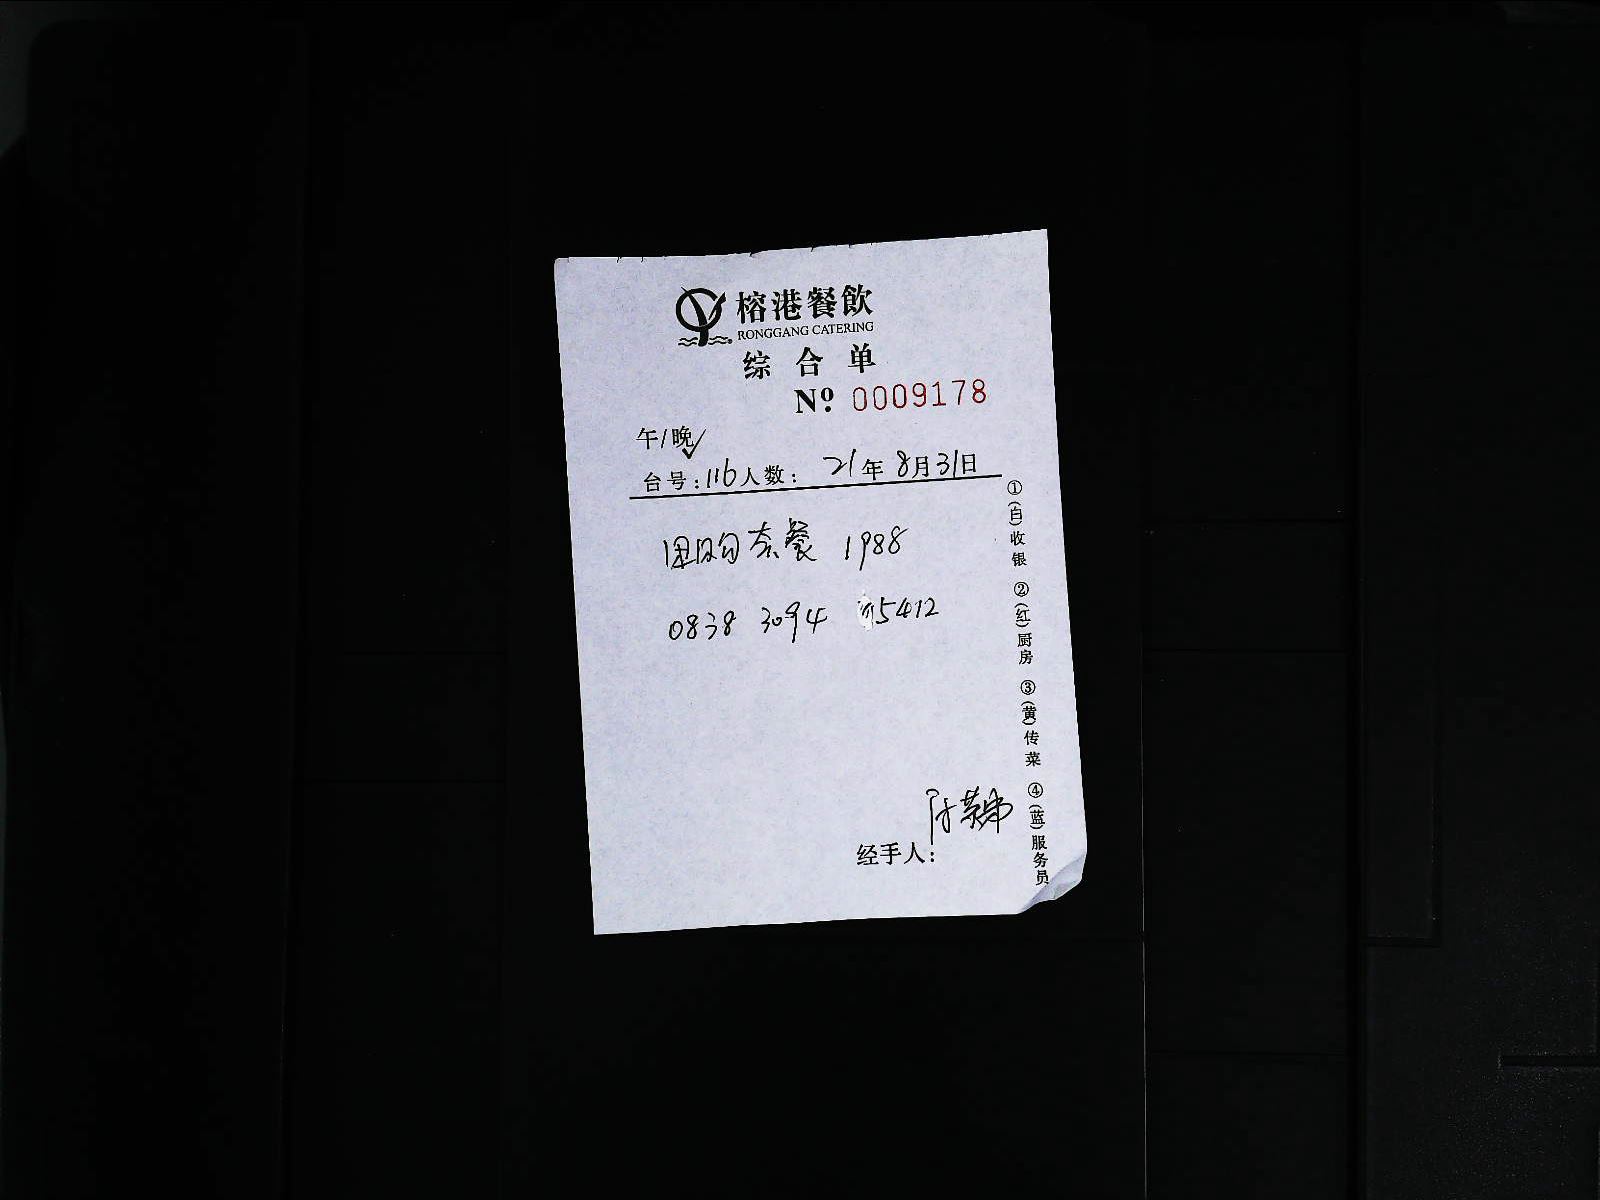 榕港餐飲
RONGGANG CATERING
综合单
Nº 0009178
午/晚✓
台号:116人数: 21年8月31日
团购套餐 1988
0838 3094 5412
经手人: 陈
①(白)收银 ②(红)厨房 ③(黄)传菜 ④(蓝)服务员